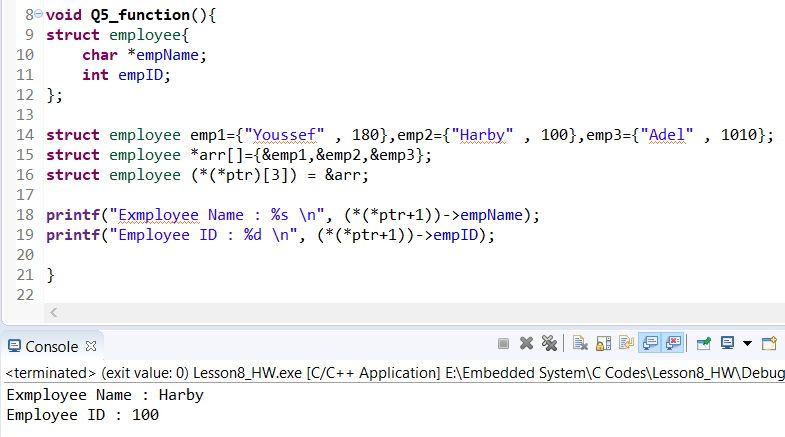 8 void Q5_function(){
9 struct employee{
10 char *empName;
11 int empID;
12 };
13
14 struct employee emp1={"Youssef" , 180},emp2={"Harby" , 100},emp3={"Adel" , 1010};
15 struct employee *arr[]={&emp1,&emp2,&emp3};
16 struct employee (*(*ptr)[3]) = &arr;
17
18 printf("Exmployee Name : %s \n", (*(*ptr+1))->empName);
19 printf("Employee ID : %d \n", (*(*ptr+1))->empID);
20
21 }
22
Console
<terminated> (exit value: 0) Lesson8_HW.exe [C/C++ Application] E:\Embedded System\C Codes\Lesson8_HW\Debug
Exmployee Name : Harby
Employee ID : 100